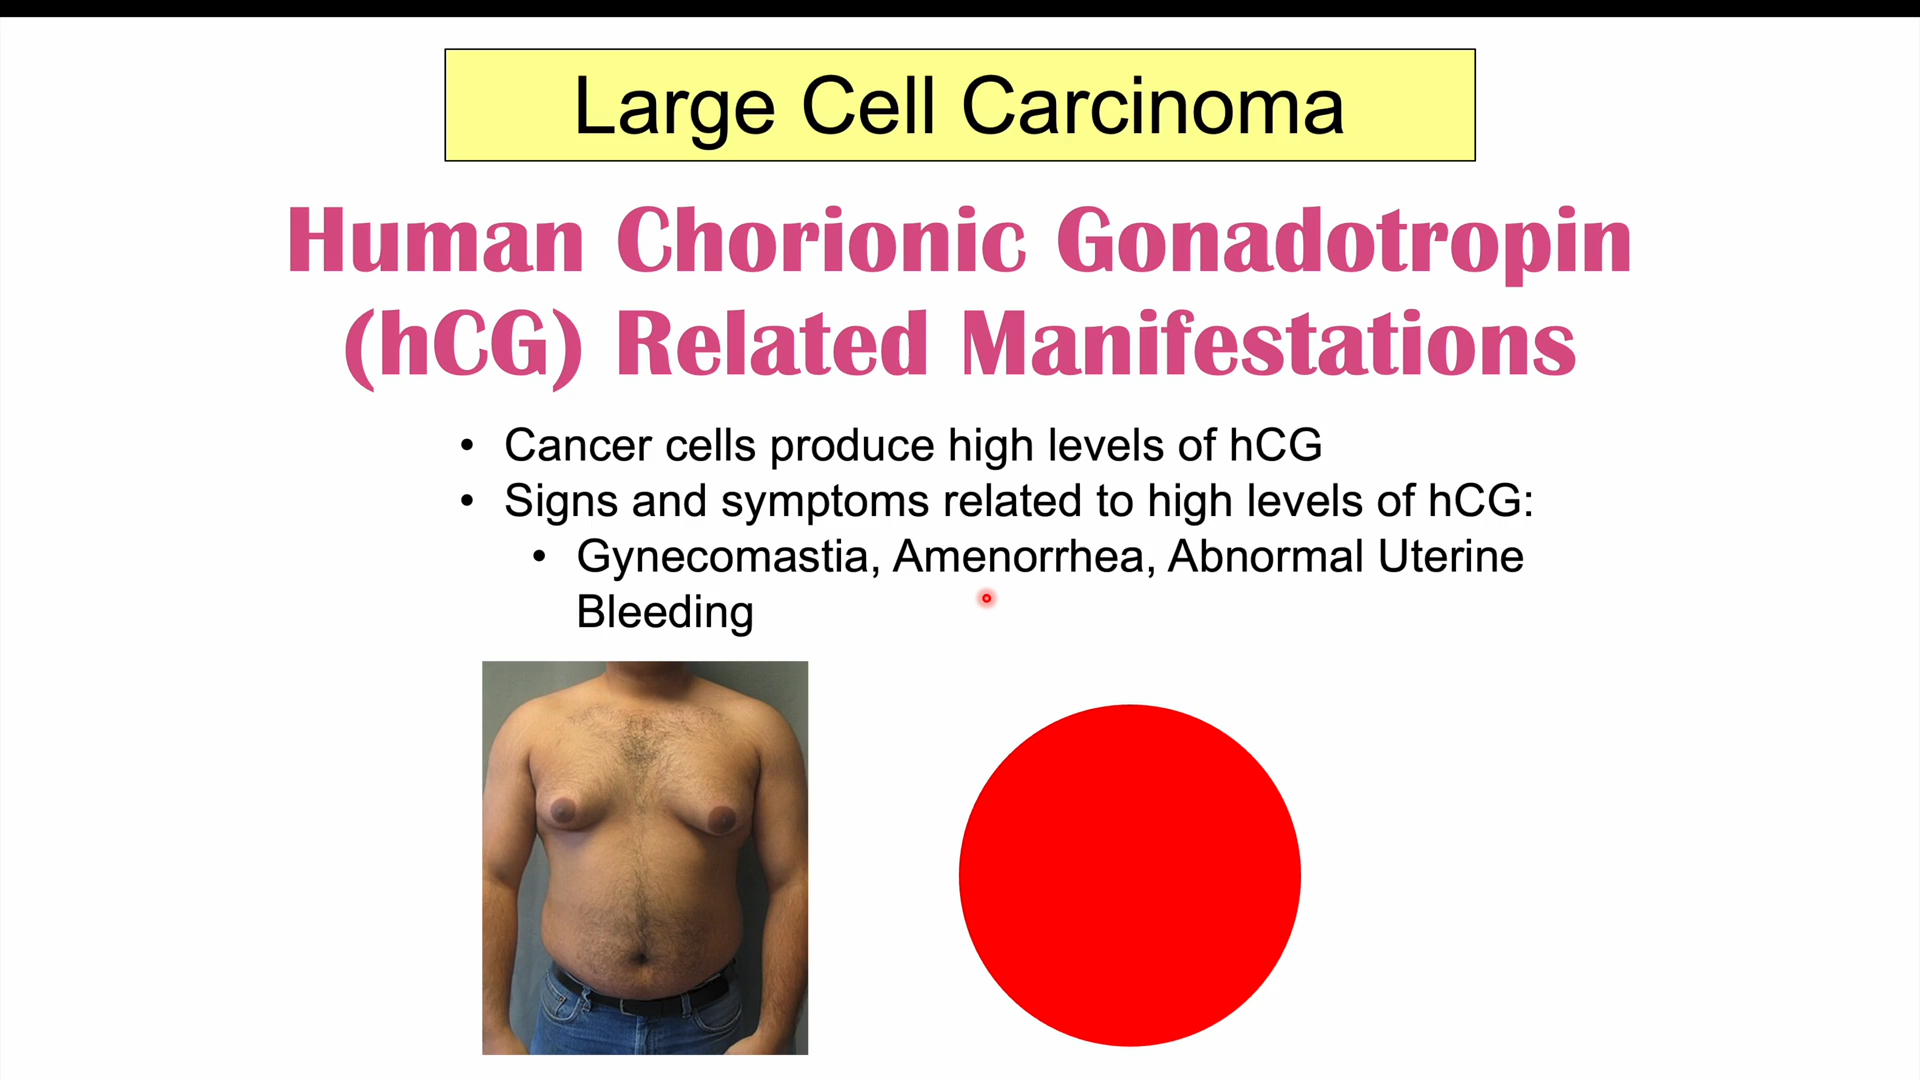 Large Cell Carcinoma
Human Chorionic Gonadotropin
(hCG) Related Manifestations
• Cancer cells produce high levels of hCG
• Signs and symptoms related to high levels of hCG:
• Gynecomastia, Amenorrhea, Abnormal Uterine
Bleeding